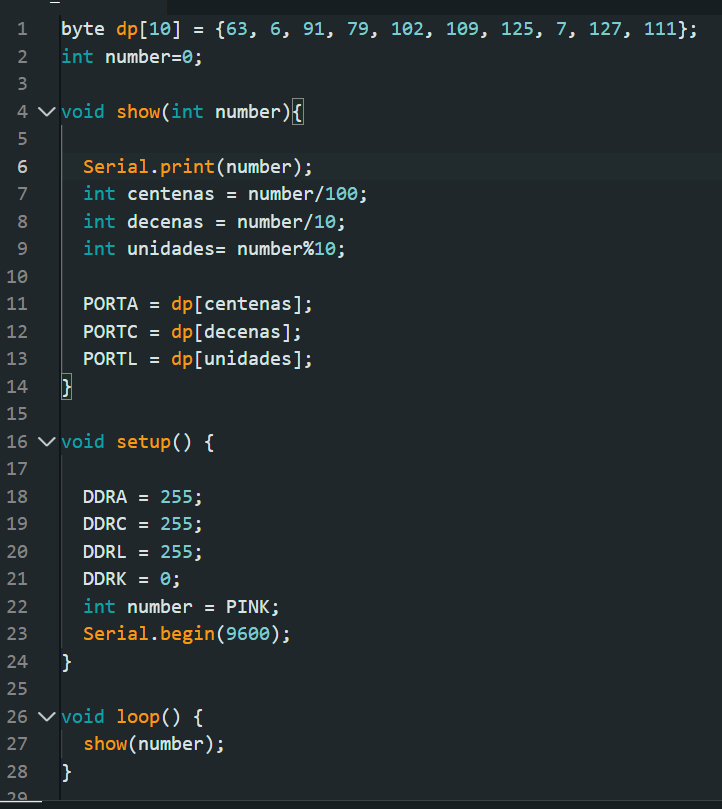 1 byte dp[10] = {63, 6, 91, 79, 102, 109, 125, 7, 127, 111};
2 int number=0;
3
4 void show(int number){
5
6   Serial.print(number);
7   int centenas = number/100;
8   int decenas = number/10;
9   int unidades= number%10;
10
11   PORTA = dp[centenas];
12   PORTC = dp[decenas];
13   PORTL = dp[unidades];
14 }
15
16 void setup() {
17
18   DDRA = 255;
19   DDRC = 255;
20   DDRL = 255;
21   DDRK = 0;
22   int number = PINK;
23   Serial.begin(9600);
24 }
25
26 void loop() {
27   show(number);
28 }
29